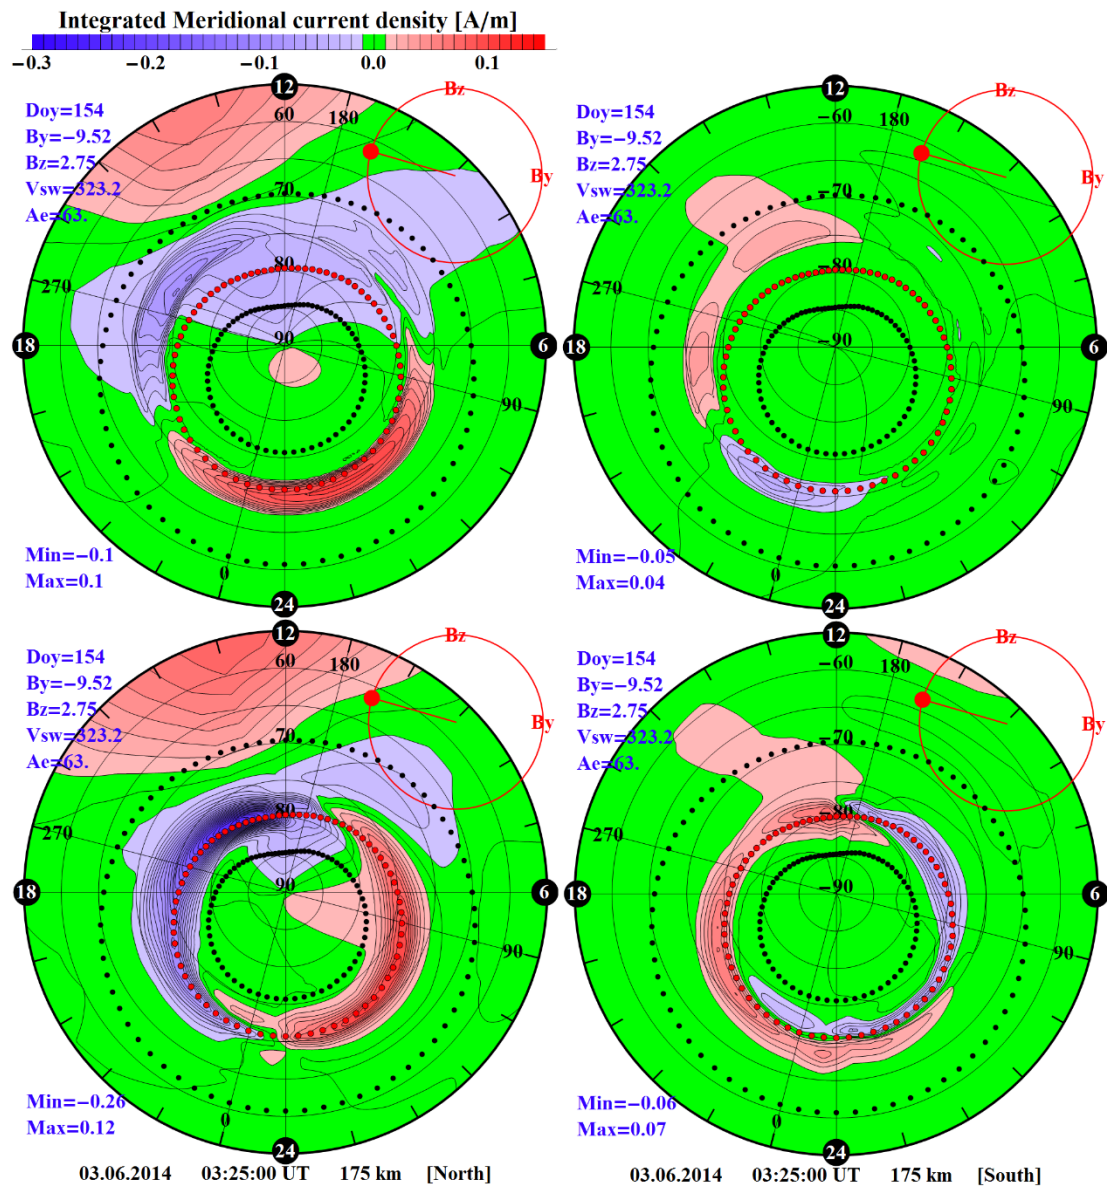 Integrated Meridional current density [A/m]
−0.3 −0.2 −0.1 0.0 0.1
Doy=154
By=−9.52
Bz=2.75
Vsw=323.2
Ae=63.
12
Bz
60
180
By
70
80
270
90
18
6
90
0
24
Min=−0.1
Max=0.1
Doy=154
By=−9.52
Bz=2.75
Vsw=323.2
Ae=63.
12
Bz
−60
180
By
−70
−80
270
−90
18
6
90
0
24
Min=−0.05
Max=0.04
Doy=154
By=−9.52
Bz=2.75
Vsw=323.2
Ae=63.
12
Bz
60
180
By
70
80
270
90
18
6
90
0
24
Min=−0.26
Max=0.12
03.06.2014 03:25:00 UT 175 km [North]
Doy=154
By=−9.52
Bz=2.75
Vsw=323.2
Ae=63.
12
Bz
−60
180
By
−70
−80
270
−90
18
6
90
0
24
Min=−0.06
Max=0.07
03.06.2014 03:25:00 UT 175 km [South]